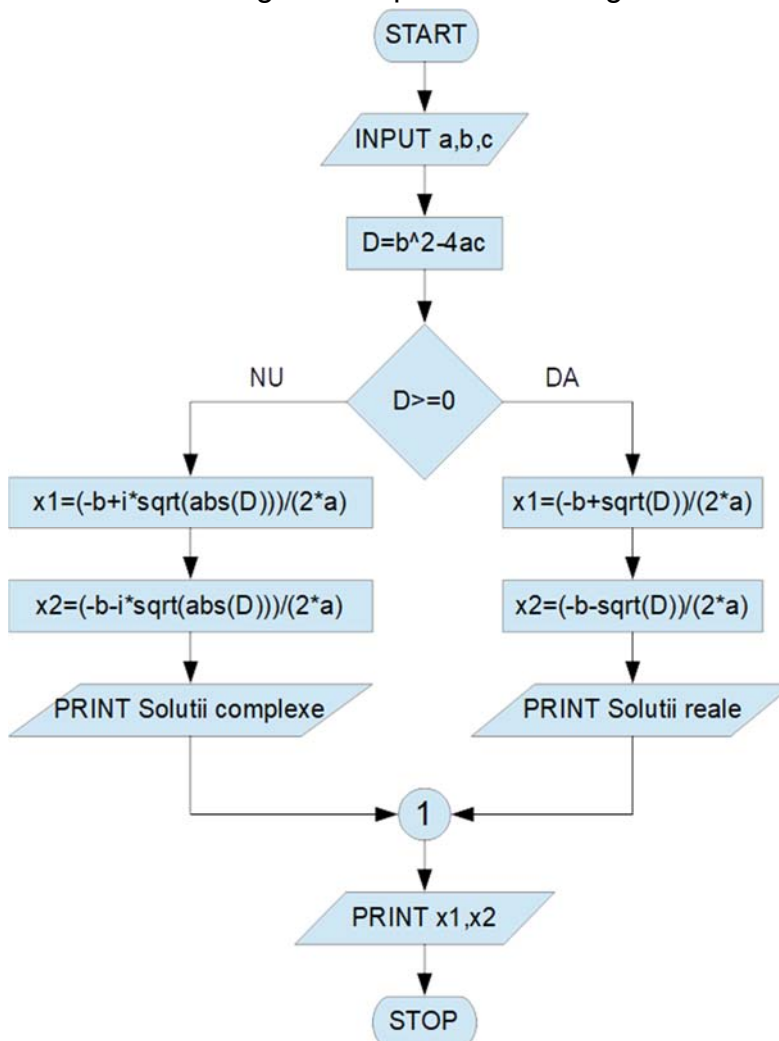 START
INPUT a,b,c
D=b^2-4ac
D>=0
NU
DA
x1=(-b+i*sqrt(abs(D)))/(2*a)
x2=(-b-i*sqrt(abs(D)))/(2*a)
PRINT Solutii complexe
x1=(-b+sqrt(D))/(2*a)
x2=(-b-sqrt(D))/(2*a)
PRINT Solutii reale
1
PRINT x1,x2
STOP